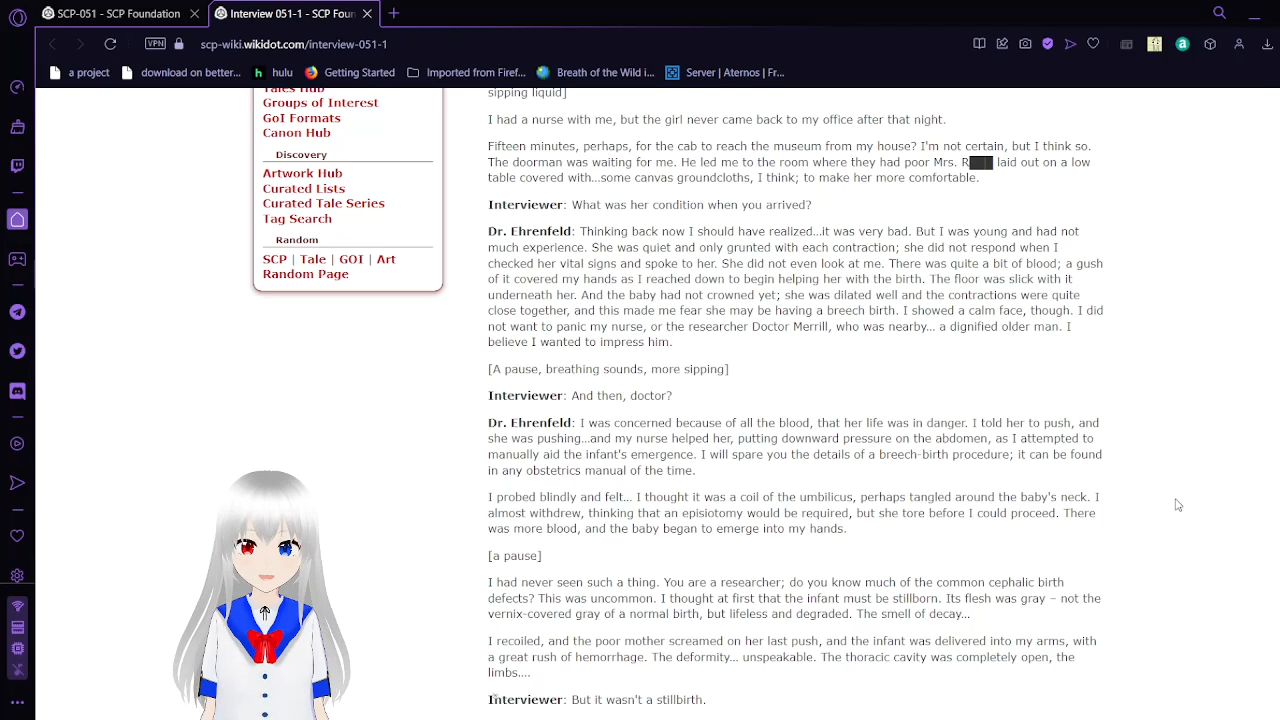 SCP-051 - SCP Foundation
Interview 051-1 - SCP Foun
VPN
scp-wiki.wikidot.com/interview-051-1
a project
download on better...
hulu
Getting Started
Imported from Firef...
Breath of the Wild i...
Server | Aternos | Fr...
Tales Hub
Groups of Interest
GoI Formats
Canon Hub
Discovery
Artwork Hub
Curated Lists
Curated Tale Series
Tag Search
Random
SCP | Tale | GOI | Art
Random Page
sipping liquid]
I had a nurse with me, but the girl never came back to my office after that night.
Fifteen minutes, perhaps, for the cab to reach the museum from my house? I'm not certain, but I think so.
The doorman was waiting for me. He led me to the room where they had poor Mrs. R███ laid out on a low
table covered with...some canvas groundcloths, I think; to make her more comfortable.
Interviewer: What was her condition when you arrived?
Dr. Ehrenfeld: Thinking back now I should have realized...it was very bad. But I was young and had not
much experience. She was quiet and only grunted with each contraction; she did not respond when I
checked her vital signs and spoke to her. She did not even look at me. There was quite a bit of blood; a gush
of it covered my hands as I reached down to begin helping her with the birth. The floor was slick with it
underneath her. And the baby had not crowned yet; she was dilated well and the contractions were quite
close together, and this made me fear she may be having a breech birth. I showed a calm face, though. I did
not want to panic my nurse, or the researcher Doctor Merrill, who was nearby... a dignified older man. I
believe I wanted to impress him.
[A pause, breathing sounds, more sipping]
Interviewer: And then, doctor?
Dr. Ehrenfeld: I was concerned because of all the blood, that her life was in danger. I told her to push, and
she was pushing...and my nurse helped her, putting downward pressure on the abdomen, as I attempted to
manually aid the infant's emergence. I will spare you the details of a breech-birth procedure; it can be found
in any obstetrics manual of the time.
I probed blindly and felt... I thought it was a coil of the umbilicus, perhaps tangled around the baby's neck. I
almost withdrew, thinking that an episiotomy would be required, but she tore before I could proceed. There
was more blood, and the baby began to emerge into my hands.
[a pause]
I had never seen such a thing. You are a researcher; do you know much of the common cephalic birth
defects? This was uncommon. I thought at first that the infant must be stillborn. Its flesh was gray – not the
vernix-covered gray of a normal birth, but lifeless and degraded. The smell of decay...
I recoiled, and the poor mother screamed on her last push, and the infant was delivered into my arms, with
a great rush of hemorrhage. The deformity... unspeakable. The thoracic cavity was completely open, the
limbs....
Interviewer: But it wasn't a stillbirth.